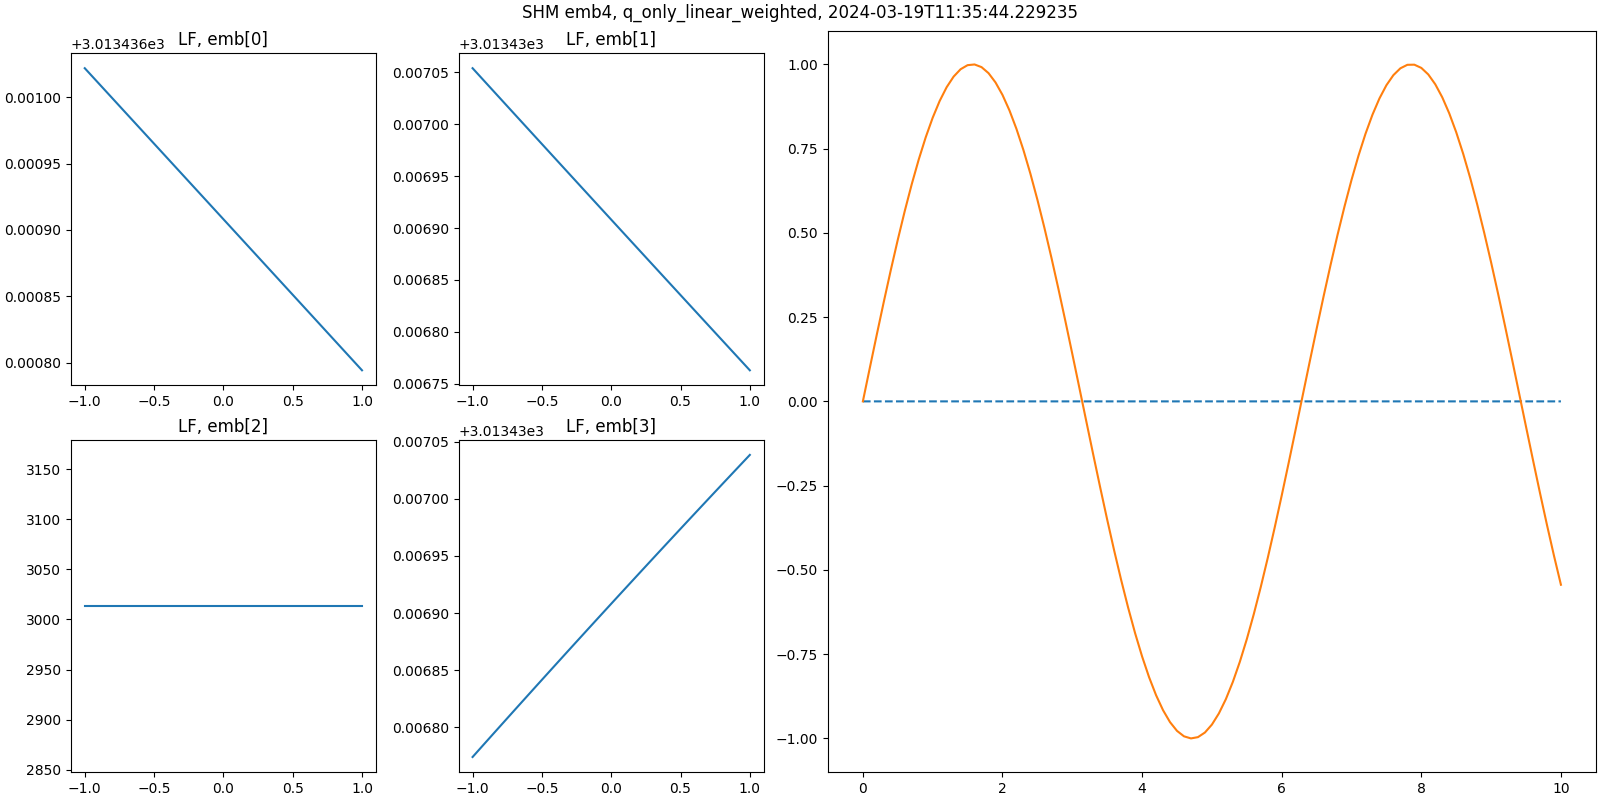 SHM emb4, q_only_linear_weighted, 2024-03-19T11:35:44.229235
+3.013436e3
LF, emb[0]
0.00100
0.00095
0.00090
0.00085
0.00080
−1.0 −0.5 0.0 0.5 1.0
+3.01343e3
LF, emb[1]
0.00705
0.00700
0.00695
0.00690
0.00685
0.00680
0.00675
−1.0 −0.5 0.0 0.5 1.0
LF, emb[2]
3150
3100
3050
3000
2950
2900
2850
−1.0 −0.5 0.0 0.5 1.0
+3.01343e3
LF, emb[3]
0.00705
0.00700
0.00695
0.00690
0.00685
0.00680
−1.0 −0.5 0.0 0.5 1.0
1.00
0.75
0.50
0.25
0.00
−0.25
−0.50
−0.75
−1.00
0 2 4 6 8 10